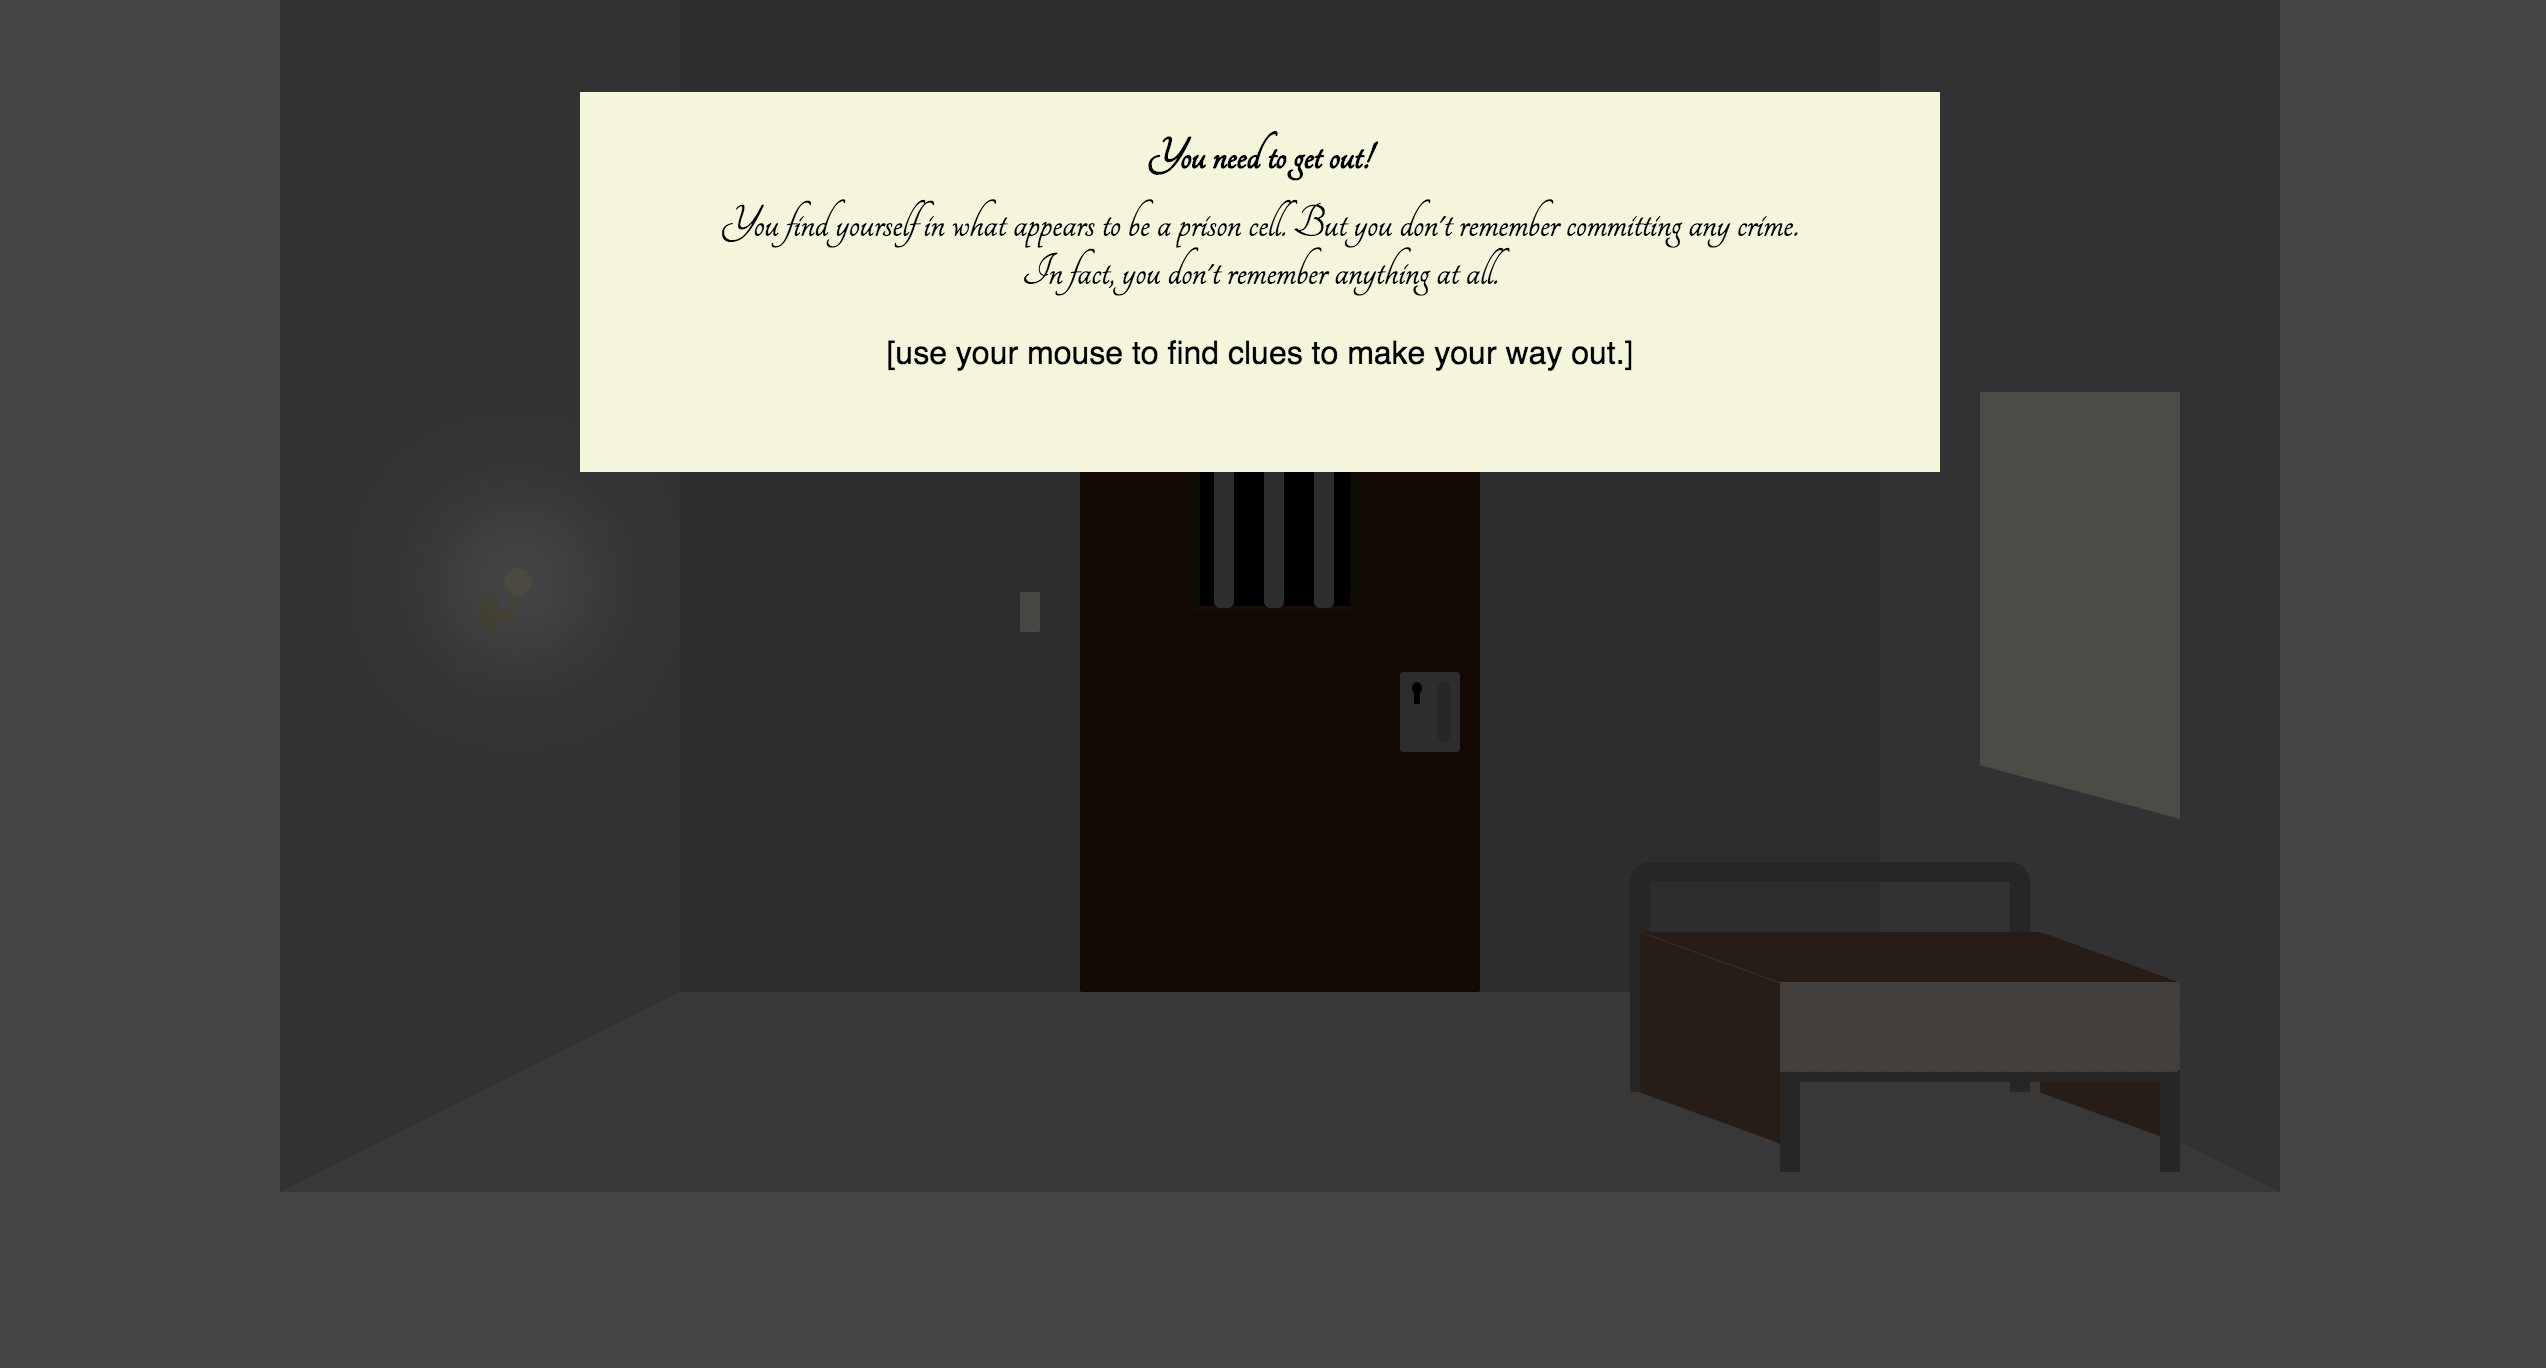 You need to get out!
You find yourself in what appears to be a prison cell. But you don't remember committing any crime.
In fact, you don't remember anything at all.
[use your mouse to find clues to make your way out.]